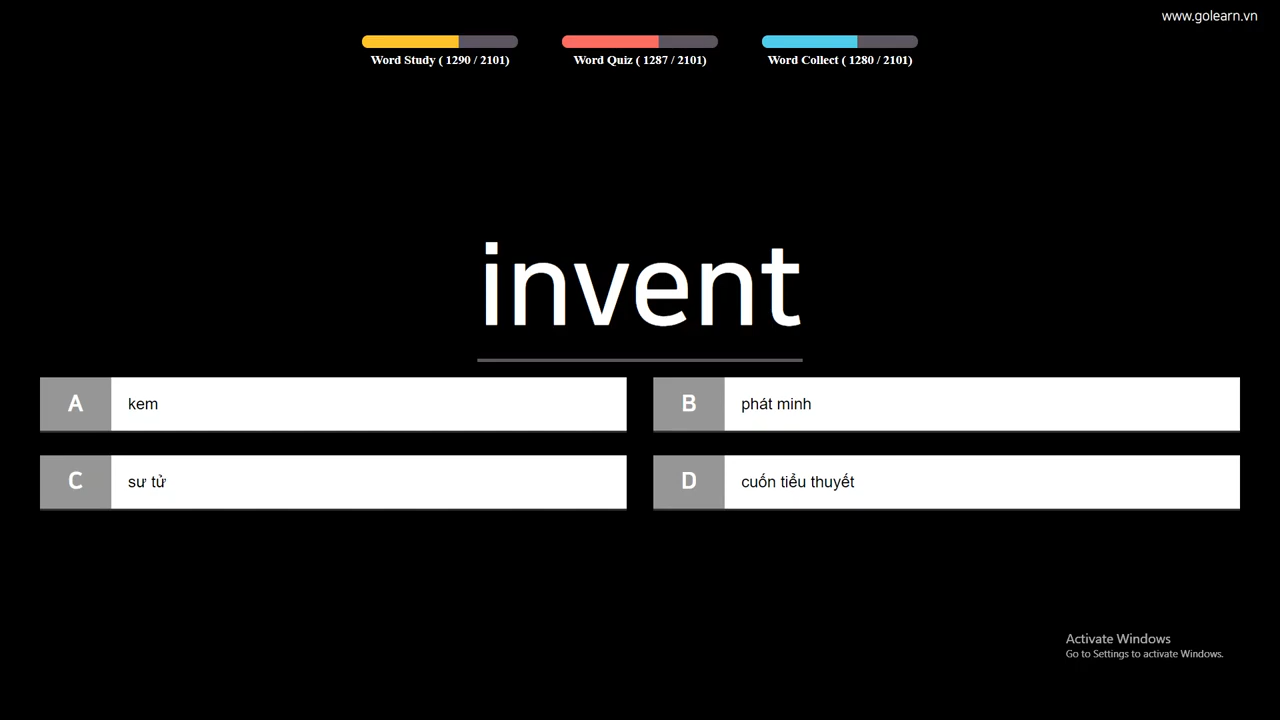 www.golearn.vn
Word Study ( 1290 / 2101)
Word Quiz ( 1287 / 2101)
Word Collect ( 1280 / 2101)
invent
A kem
B phát minh
C sư tử
D cuốn tiểu thuyết
Activate Windows
Go to Settings to activate Windows.